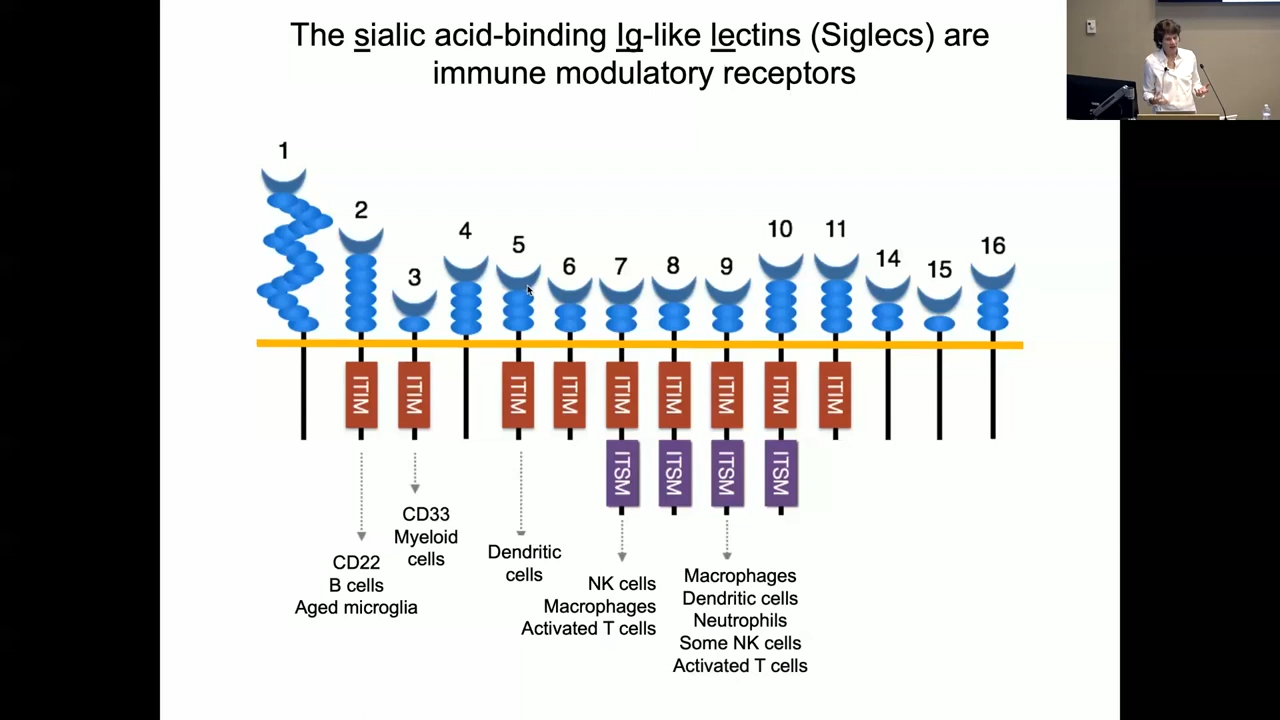 The sialic acid-binding Ig-like lectins (Siglecs) are
immune modulatory receptors
1
2
3
4
5
6
7
8
9
10
11
14
15
16
ITIM
ITIM
ITIM
ITIM
ITIM
ITIM
ITIM
ITIM
ITIM
ITSM
ITSM
ITSM
ITSM
CD22
B cells
Aged microglia
CD33
Myeloid
cells
Dendritic
cells
NK cells
Macrophages
Activated T cells
Macrophages
Dendritic cells
Neutrophils
Some NK cells
Activated T cells